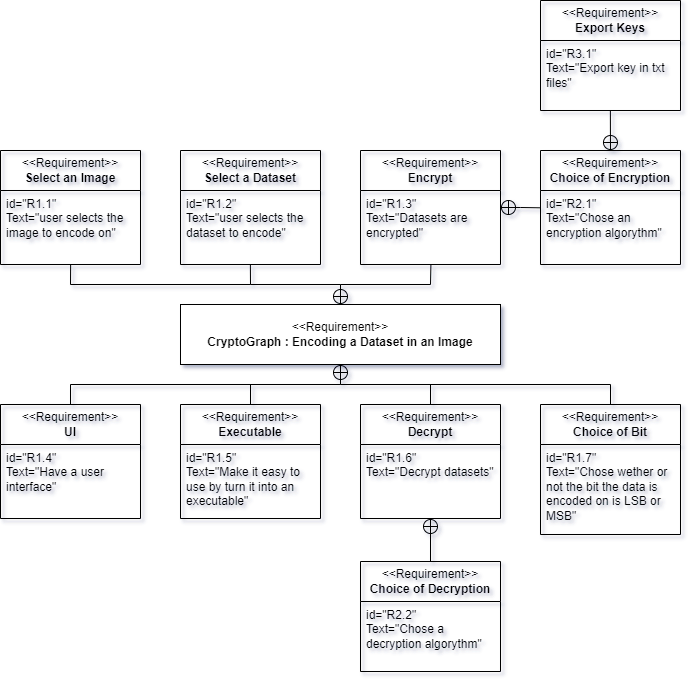 <<Requirement>>
Export Keys
id="R3.1"
Text="Export key in txt
files"
<<Requirement>>
Select an Image
id="R1.1"
Text="user selects the
image to encode on"
<<Requirement>>
Select a Dataset
id="R1.2"
Text="user selects the
dataset to encode"
<<Requirement>>
Encrypt
id="R1.3"
Text="Datasets are
encrypted"
<<Requirement>>
Choice of Encryption
id="R2.1"
Text="Chose an
encryption algorythm"
<<Requirement>>
CryptoGraph : Encoding a Dataset in an Image
<<Requirement>>
UI
id="R1.4"
Text="Have a user
interface"
<<Requirement>>
Executable
id="R1.5"
Text="Make it easy to
use by turn it into an
executable"
<<Requirement>>
Decrypt
id="R1.6"
Text="Decrypt datasets"
<<Requirement>>
Choice of Bit
id="R1.7"
Text="Chose wether or
not the bit the data is
encoded on is LSB or
MSB"
<<Requirement>>
Choice of Decryption
id="R2.2"
Text="Chose a
decryption algorythm"